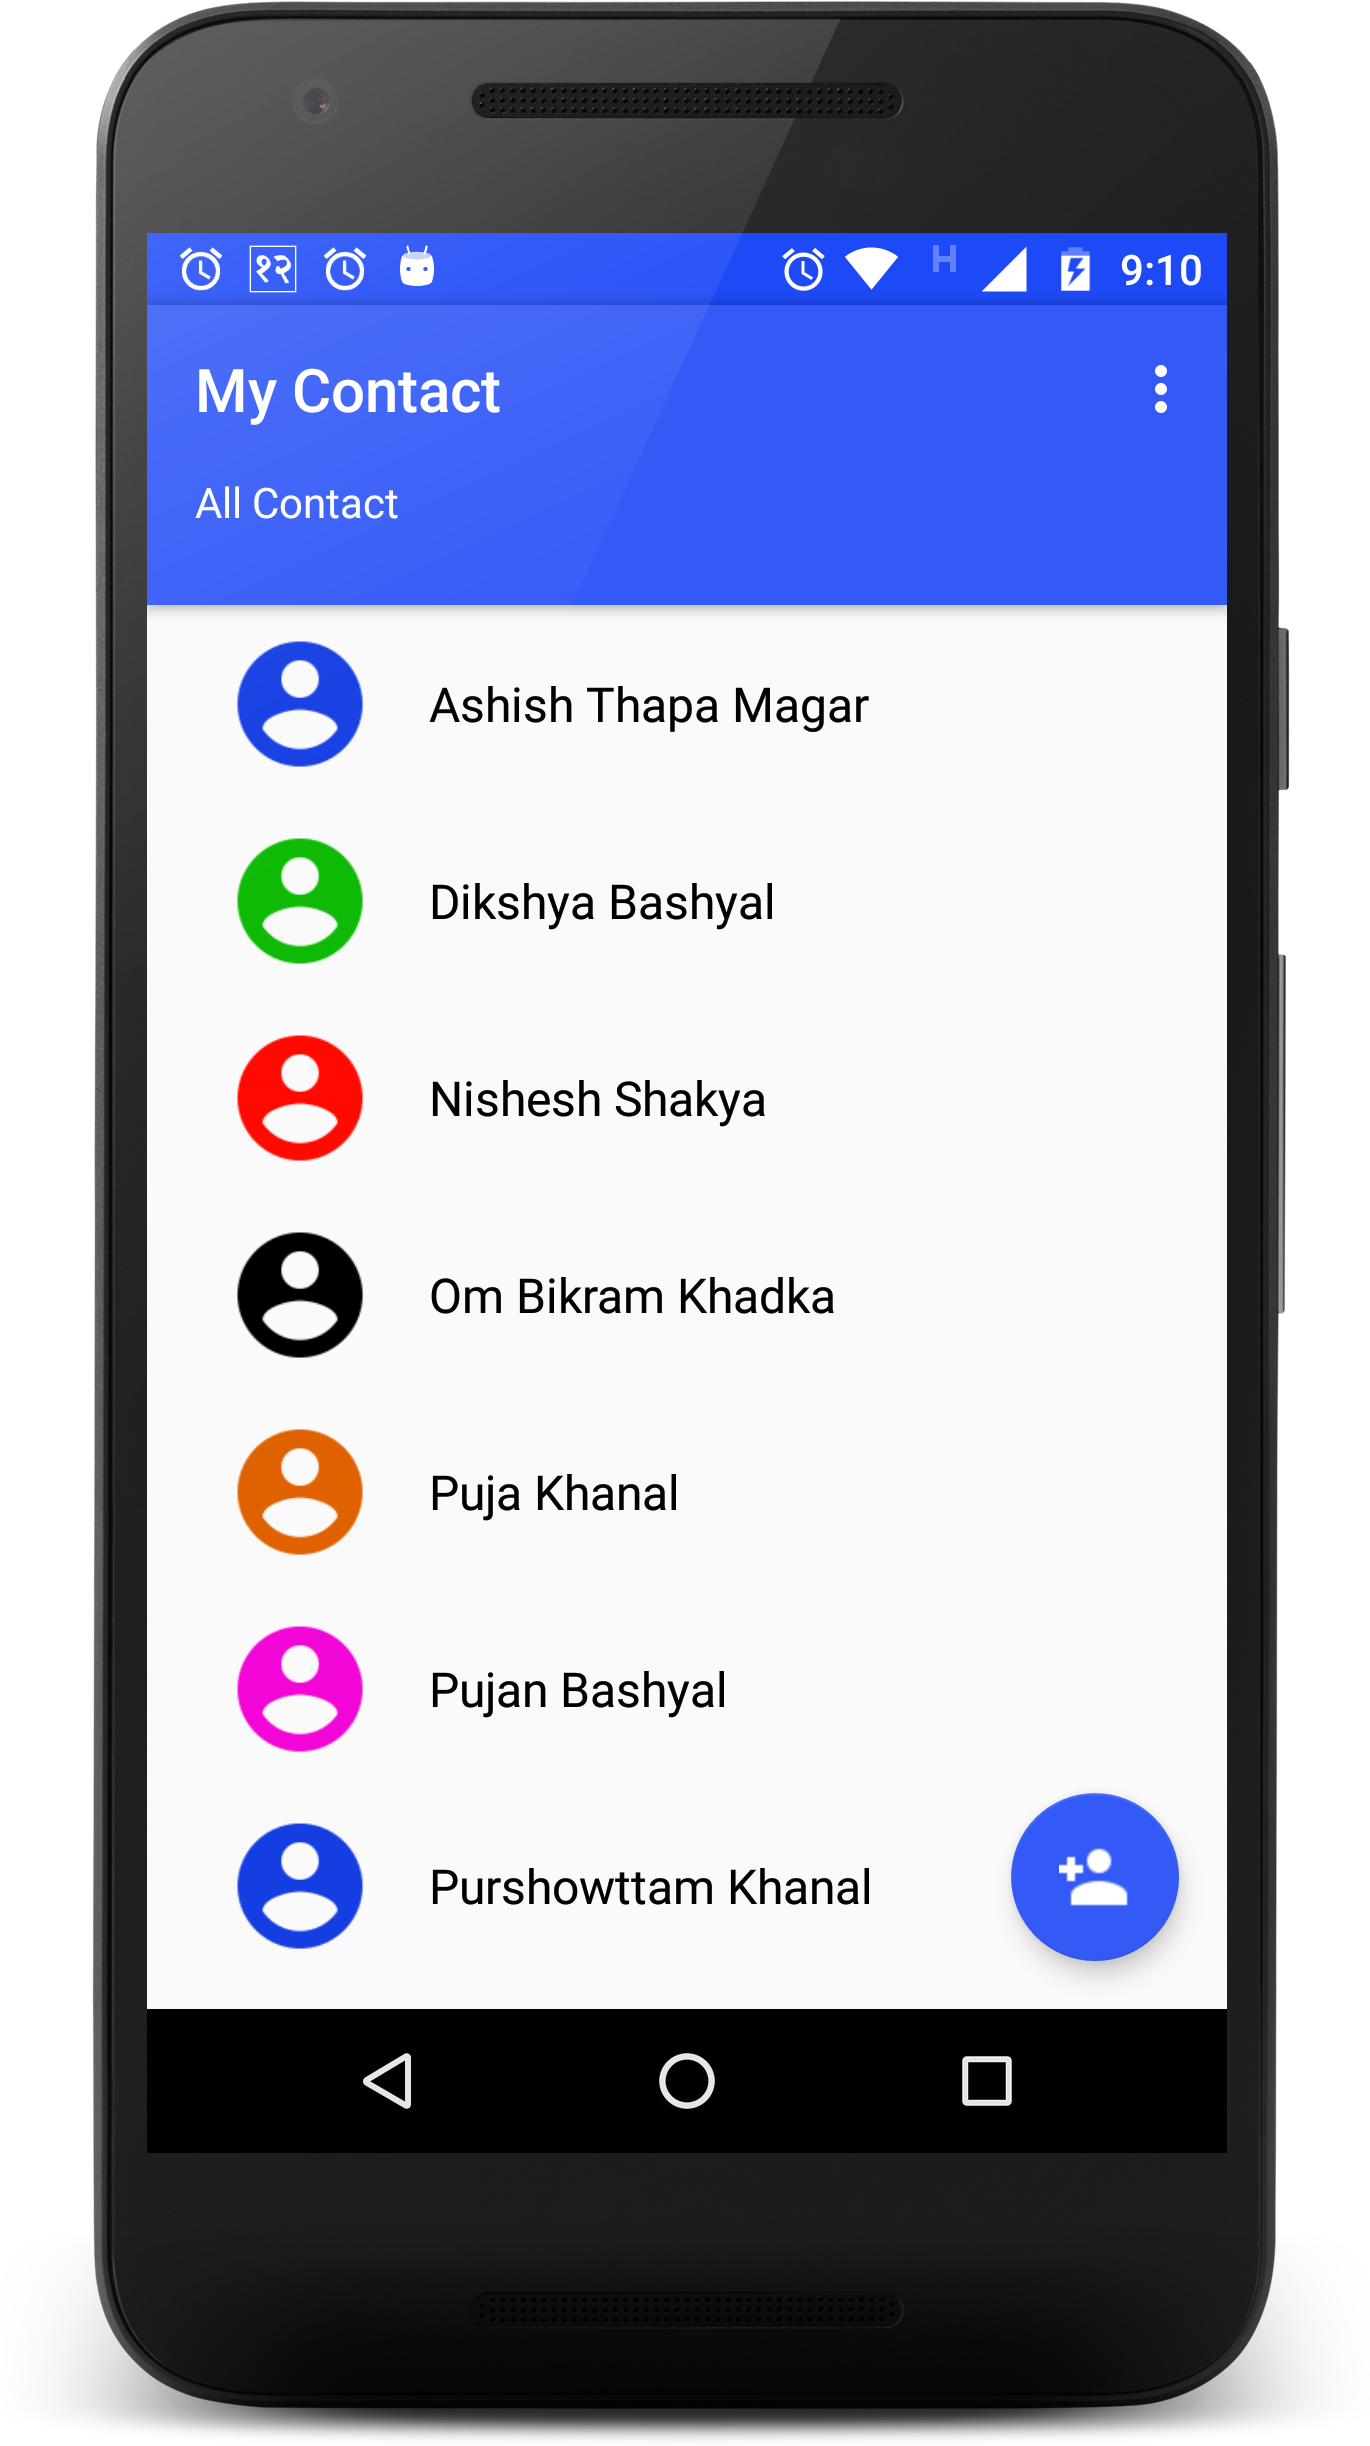 १२ H 9:10
My Contact
All Contact
Ashish Thapa Magar
Dikshya Bashyal
Nishesh Shakya
Om Bikram Khadka
Puja Khanal
Pujan Bashyal
Purshowttam Khanal